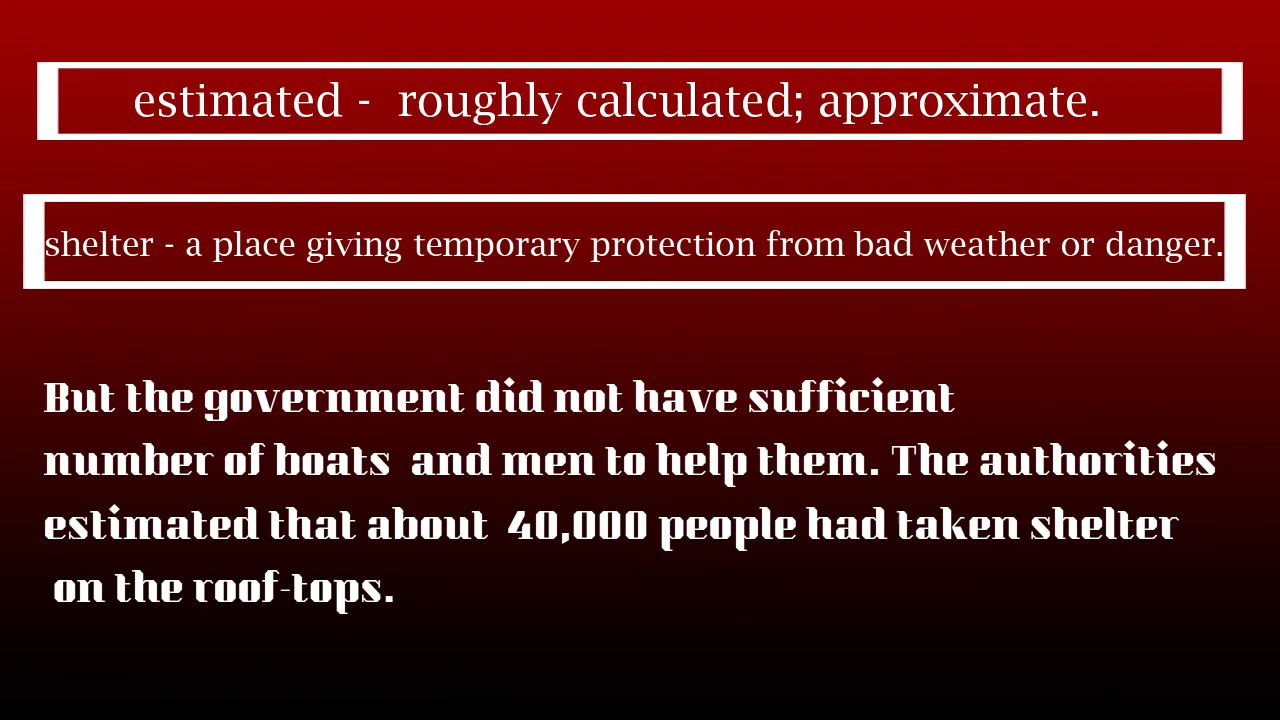 estimated - roughly calculated; approximate.
shelter - a place giving temporary protection from bad weather or danger.
But the government did not have sufficient
number of boats and men to help them. The authorities
estimated that about 40,000 people had taken shelter
on the roof-tops.